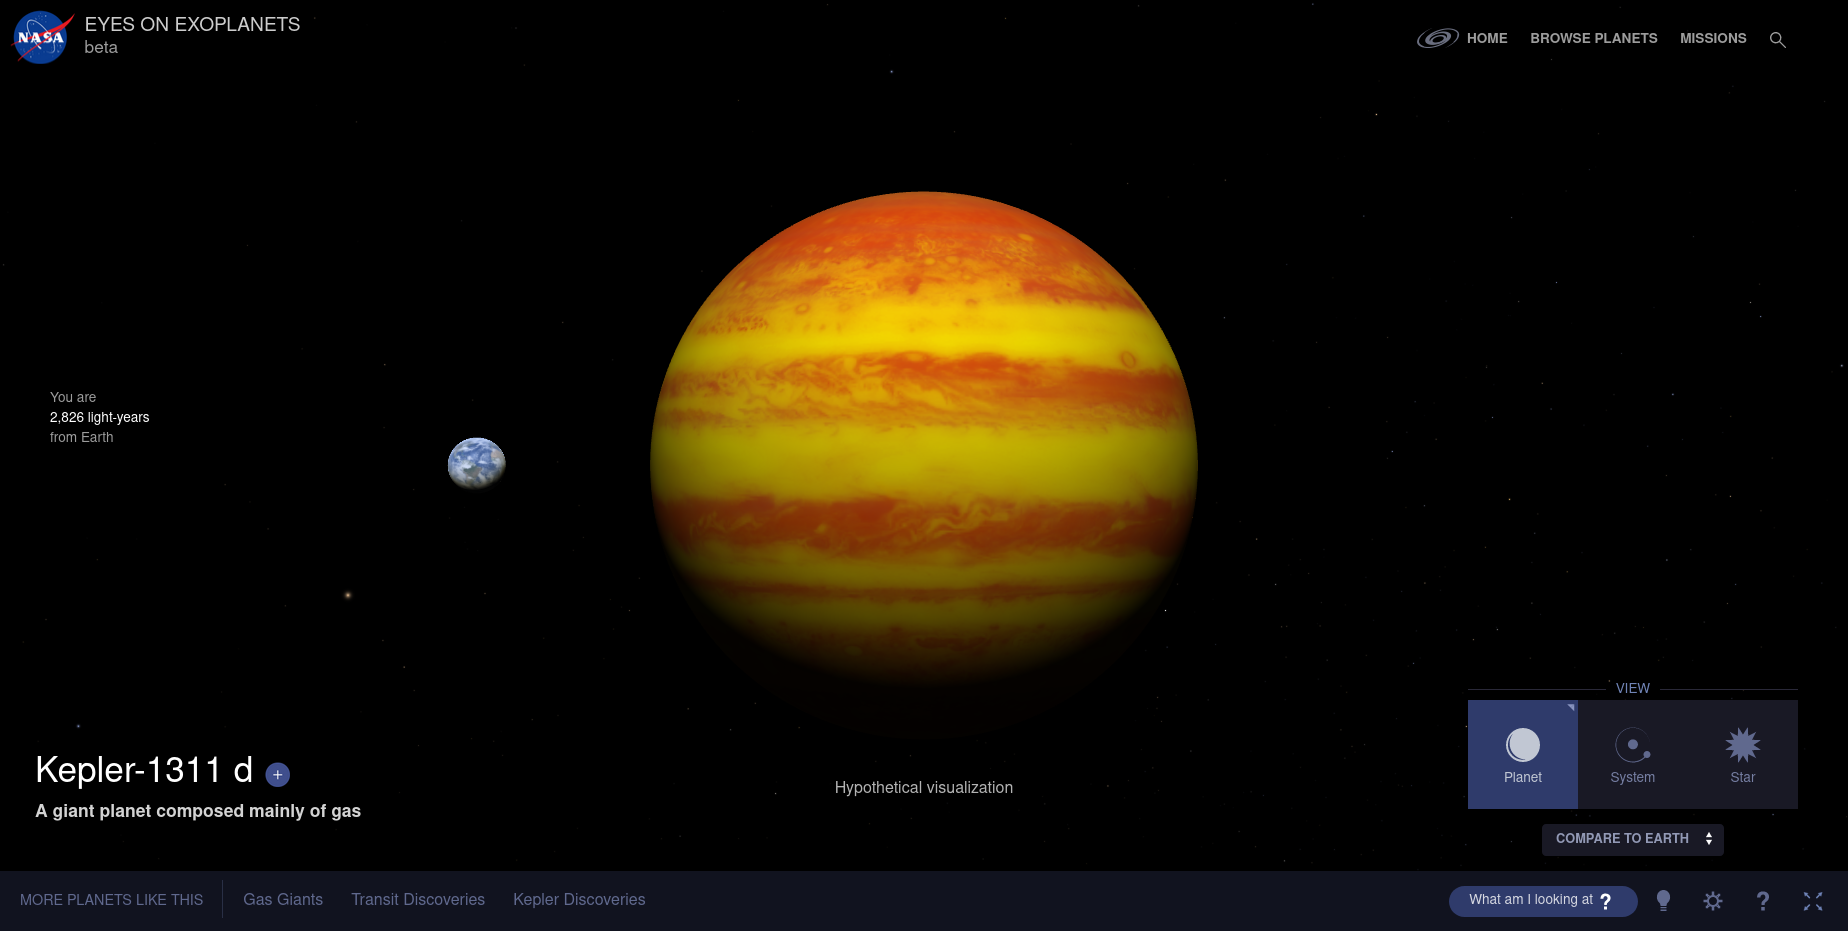 NASA
EYES ON EXOPLANETS
beta
HOME
BROWSE PLANETS
MISSIONS
You are
2,826 light-years
from Earth
Kepler-1311 d +
A giant planet composed mainly of gas
Hypothetical visualization
VIEW
Planet
System
Star
COMPARE TO EARTH
MORE PLANETS LIKE THIS
Gas Giants
Transit Discoveries
Kepler Discoveries
What am I looking at ?
?